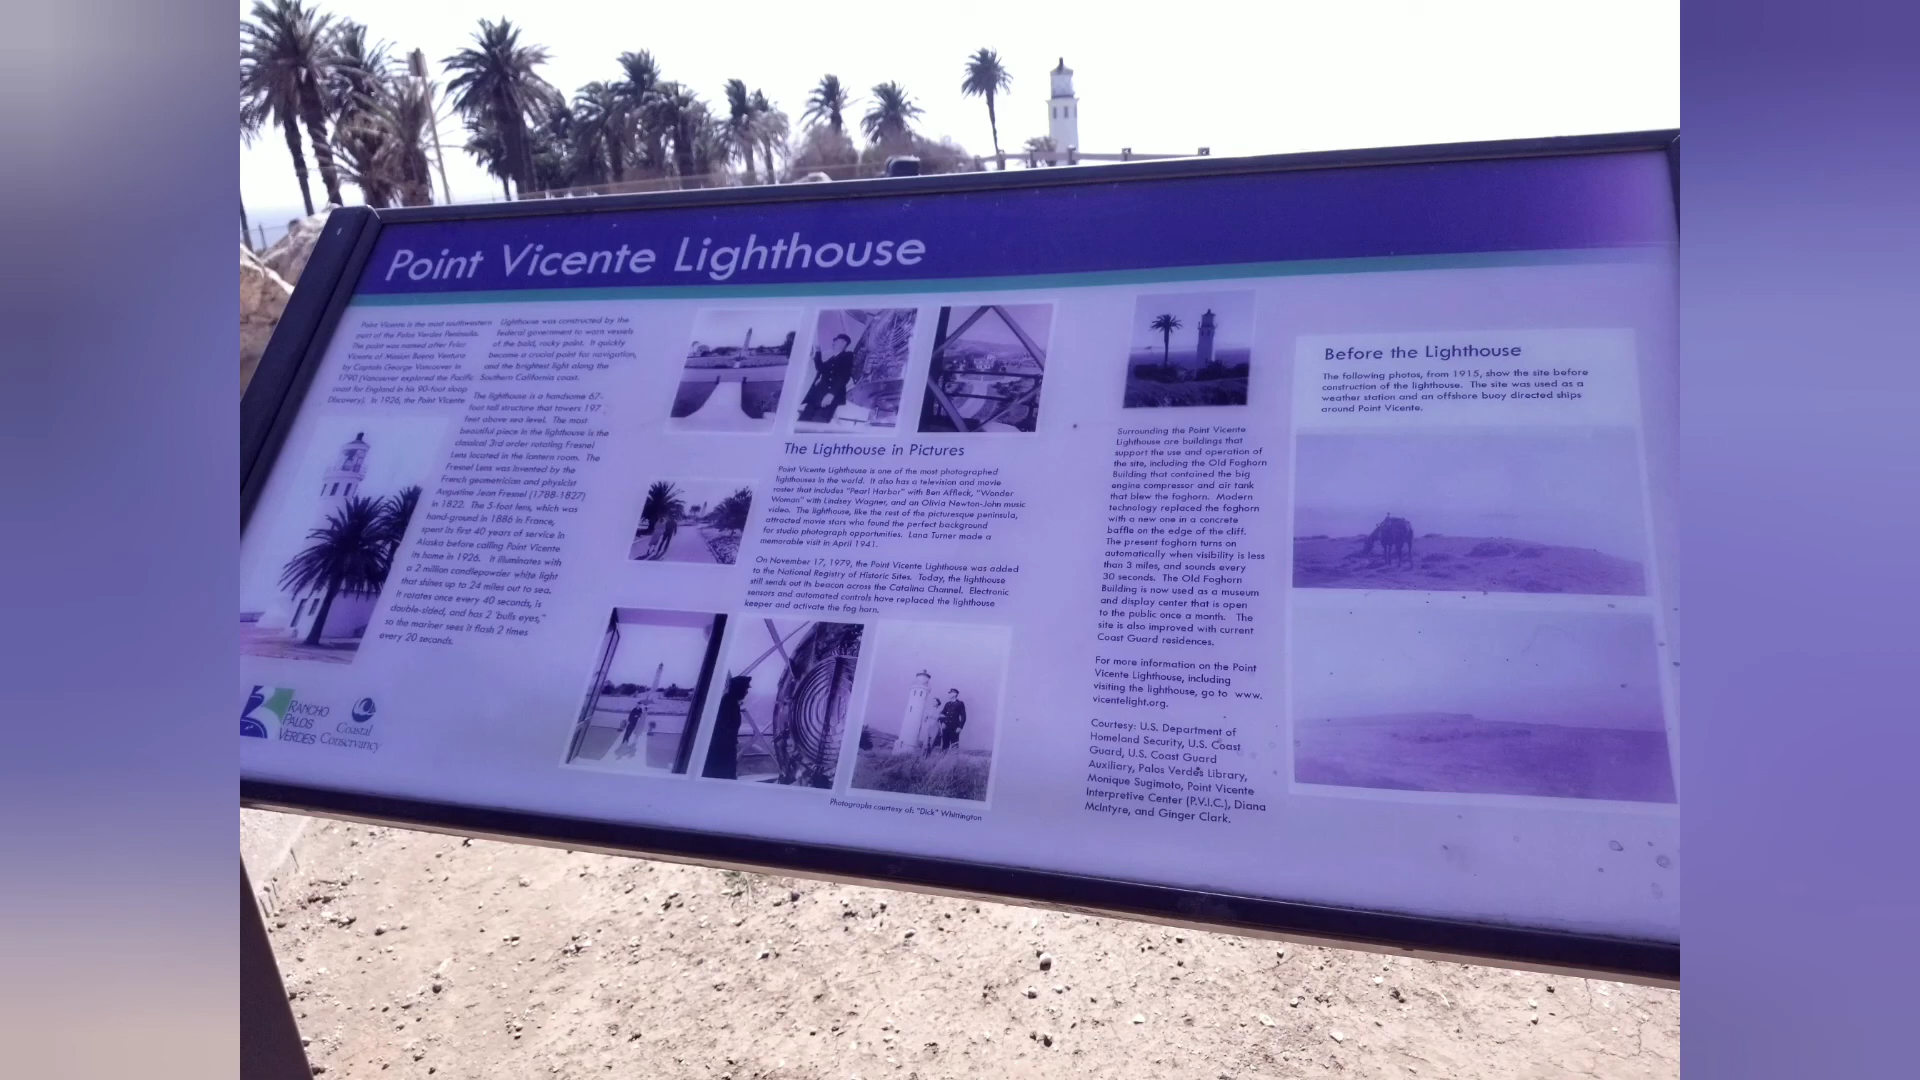 Point Vicente Lighthouse
Point Vicente is the most southwestern
part of the Palos Verdes Peninsula.
The point was named after Friar
Vicente of Mission Buena Ventura
by Captain George Vancouver in
1790 (Vancouver explored the Pacific
coast for England in his 90-foot sloop
Discovery). In 1926, the Point Vicente
Lighthouse was constructed by the
federal government to warn vessels
of the bold, rocky point. It quickly
became a crucial point for navigation,
and the brightest light along the
Southern California coast.
The lighthouse is a handsome 67-
foot tall structure that towers 197
feet above sea level. The most
beautiful piece in the lighthouse is the
classical 3rd order rotating Fresnel
Lens located in the lantern room. The
Fresnel Lens was invented by the
French geometrician and physicist
Augustine Jean Fresnel (1788-1827)
in 1822. The 5-foot lens, which was
hand-ground in 1886 in France,
spent its first 40 years of service in
Alaska before calling Point Vicente
its home in 1926. It illuminates with
a 2 million candlepowder white light
that shines up to 24 miles out to sea.
It rotates once every 40 seconds, is
double-sided, and has 2 "bulls eyes,"
so the mariner sees it flash 2 times
every 20 seconds.
RANCHO
PALOS
VERDES
Coastal
Conservancy
The Lighthouse in Pictures
Point Vicente Lighthouse is one of the most photographed
lighthouses in the world. It also has a television and movie
roster that includes "Pearl Harbor" with Ben Affleck, "Wonder
Woman" with Lindsey Wagner, and an Olivia Newton-John music
video. The lighthouse, like the rest of the picturesque peninsula,
attracted movie stars who found the perfect background
for studio photograph opportunities. Lana Turner made a
memorable visit in April 1941.
On November 17, 1979, the Point Vicente Lighthouse was added
to the National Registry of Historic Sites. Today, the lighthouse
still sends out its beacon across the Catalina Channel. Electronic
sensors and automated controls have replaced the lighthouse
keeper and activate the fog horn.
Photographs courtesy of: "Dick" Whittington
Surrounding the Point Vicente
Lighthouse are buildings that
support the use and operation of
the site, including the Old Foghorn
Building that contained the big
engine compressor and air tank
that blew the foghorn. Modern
technology replaced the foghorn
with a new one in a concrete
baffle on the edge of the cliff.
The present foghorn turns on
automatically when visibility is less
than 3 miles, and sounds every
30 seconds. The Old Foghorn
Building is now used as a museum
and display center that is open
to the public once a month. The
site is also improved with current
Coast Guard residences.
For more information on the Point
Vicente Lighthouse, including
visiting the lighthouse, go to www.
vicentelight.org.
Courtesy: U.S. Department of
Homeland Security, U.S. Coast
Guard, U.S. Coast Guard
Auxiliary, Palos Verdes Library,
Monique Sugimoto, Point Vicente
Interpretive Center (P.V.I.C.), Diana
McIntyre, and Ginger Clark.
Before the Lighthouse
The following photos, from 1915, show the site before
construction of the lighthouse. The site was used as a
weather station and an offshore buoy directed ships
around Point Vicente.